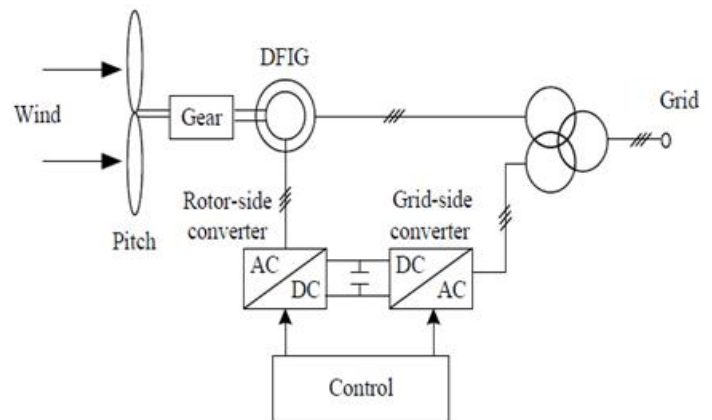 DFIG
Grid
Wind
Gear
Rotor-side
converter
Grid-side
converter
Pitch
AC
DC
DC
AC
Control